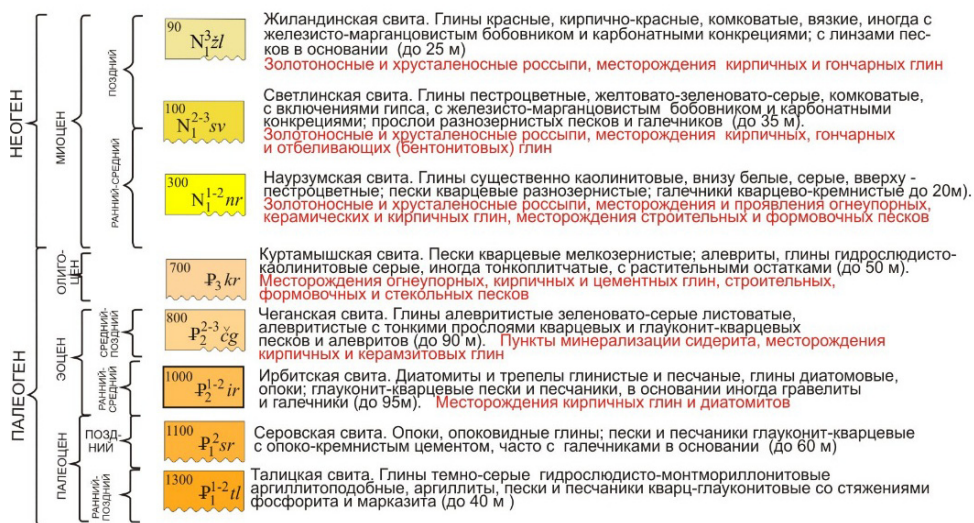 НЕОГЕН
МИОЦЕН
ПОЗДНИЙ
90
N₁³žl
Жиландинская свита. Глины красные, кирпично-красные, комковатые, вязкие, иногда с
железисто-марганцовистым бобовником и карбонатными конкрециями; с линзами пес-
ков в основании (до 25 м)
Золотоносные и хрусталеносные россыпи, месторождения кирпичных и гончарных глин
100
N₁²⁻³sv
Светлинская свита. Глины пестроцветные, желтовато-зеленовато-серые, комковатые,
с включениями гипса, с железисто-марганцовистым бобовником и карбонатными
конкрециями; прослои разнозернистых песков и галечников (до 35 м).
Золотоносные и хрусталеносные россыпи, месторождения кирпичных, гончарных
и отбеливающих (бентонитовых) глин
РАННИЙ-СРЕДНИЙ
300
N₁¹⁻²nr
Наурзумская свита. Глины существенно каолинитовые, внизу белые, серые, вверху -
пестроцветные; пески кварцевые разнозернистые; галечники кварцево-кремнистые до 20м).
Золотоносные и хрусталеносные россыпи, месторождения и проявления огнеупорных,
керамических и кирпичных глин, месторождения строительных и формовочных песков
ПАЛЕОГЕН
ОЛИГО-
ЦЕН
700
₽₃kr
Куртамышская свита. Пески кварцевые мелкозернистые; алевриты, глины гидрослюдисто-
каолинитовые серые, иногда тонкоплитчатые, с растительными остатками (до 50 м).
Месторождения огнеупорных, кирпичных и цементных глин, строительных,
формовочных и стекольных песков
ЭОЦЕН
СРЕДНИЙ-
ПОЗДНИЙ
800
₽₂²⁻³čg
Чеганская свита. Глины алевритистые зеленовато-серые листоватые,
алевритистые с тонкими прослоями кварцевых и глауконит-кварцевых
песков и алевритов (до 90 м). Пункты минерализации сидерита, месторождения
кирпичных и керамзитовых глин
РАННИЙ-
СРЕДНИЙ
1000
₽₂¹⁻²ir
Ирбитская свита. Диатомиты и трепелы глинистые и песчаные, глины диатомовые,
опоки; глауконит-кварцевые пески и песчаники, в основании иногда гравелиты
и галечники (до 95м). Месторождения кирпичных глин и диатомитов
ПАЛЕОЦЕН
ПОЗД-
НИЙ
1100
₽₁²sr
Серовская свита. Опоки, опоковидные глины; пески и песчаники глауконит-кварцевые
с опоко-кремнистым цементом, часто с галечниками в основании (до 60 м)
РАННИЙ-
ПОЗДНИЙ
1300
₽₁¹⁻²tl
Талицкая свита. Глины темно-серые гидрослюдисто-монтмориллонитовые
аргиллитоподобные, аргиллиты, пески и песчаники кварц-глауконитовые со стяжениями
фосфорита и марказита (до 40 м )